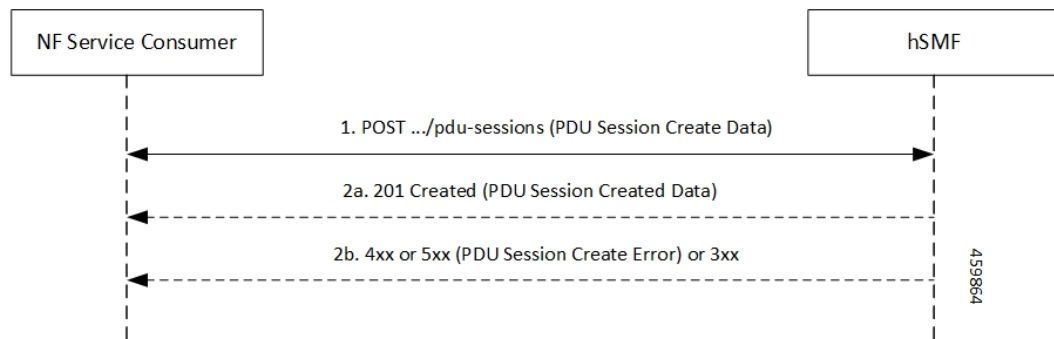 NF Service Consumer
hSMF
1. POST .../pdu-sessions (PDU Session Create Data)
2a. 201 Created (PDU Session Created Data)
2b. 4xx or 5xx (PDU Session Create Error) or 3xx
459864